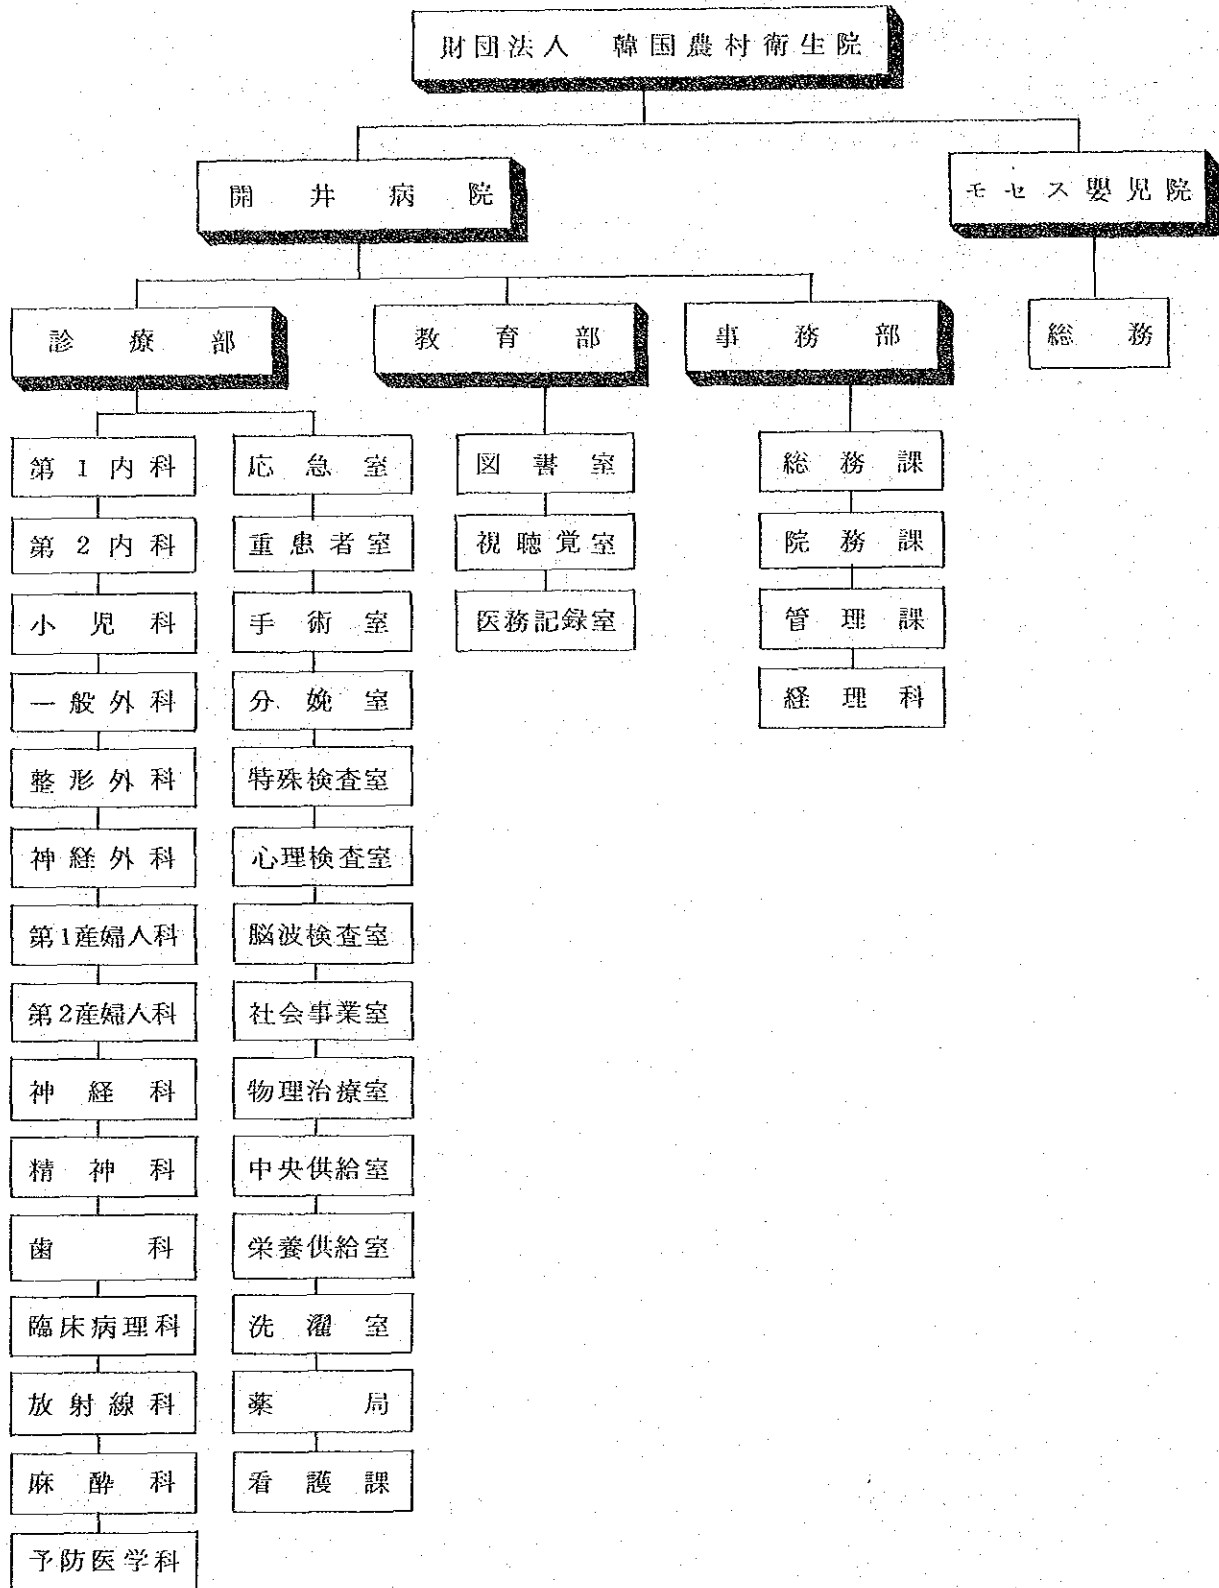 財団法人 韓国農村衛生院
開井病院
モセス嬰児院
診療部
教育部
事務部
総務
第1内科
第2内科
小児科
一般外科
整形外科
神経外科
第1産婦人科
第2産婦人科
神経科
精神科
歯科
臨床病理科
放射線科
麻酔科
予防医学科
応急室
重患者室
手術室
分娩室
特殊検査室
心理検査室
脳波検査室
社会事業室
物理治療室
中央供給室
栄養供給室
洗濯室
薬局
看護課
図書室
視聴覚室
医務記録室
総務課
院務課
管理課
経理科